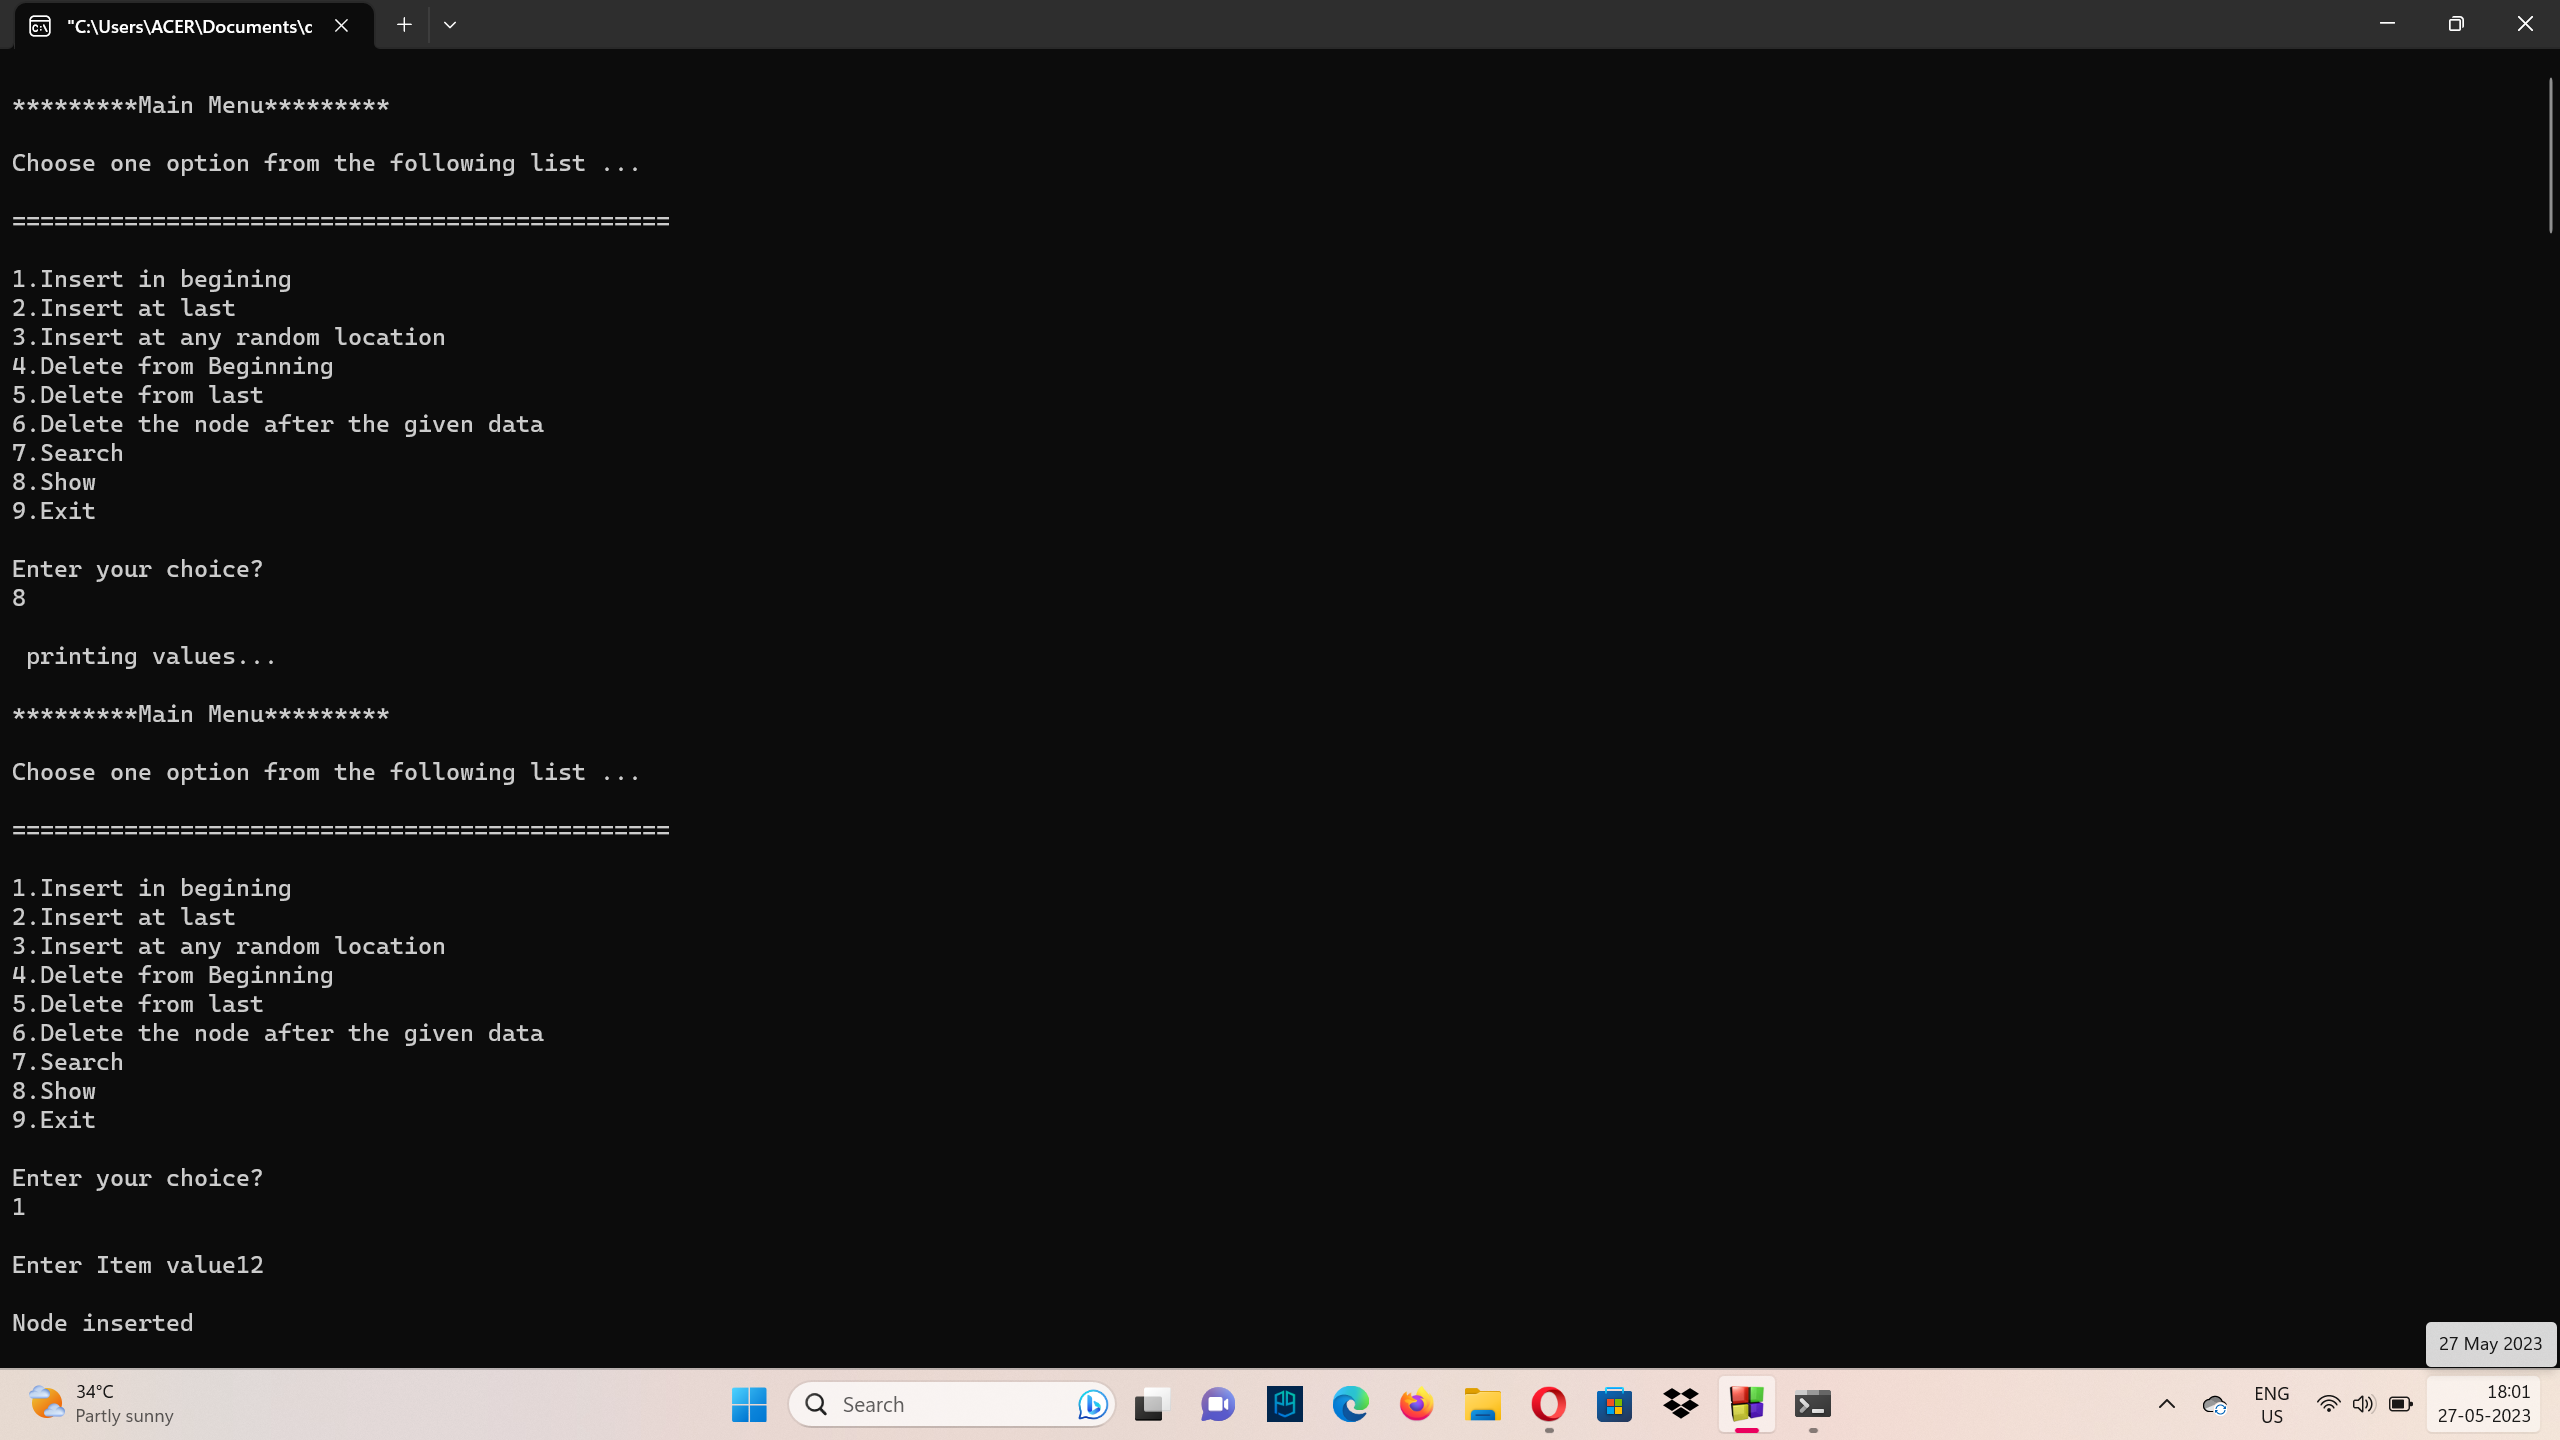 "C:\Users\ACER\Documents\c
*********Main Menu*********
Choose one option from the following list ...
===============================================
1.Insert in begining
2.Insert at last
3.Insert at any random location
4.Delete from Beginning
5.Delete from last
6.Delete the node after the given data
7.Search
8.Show
9.Exit
Enter your choice?
8
printing values...
*********Main Menu*********
Choose one option from the following list ...
===============================================
1.Insert in begining
2.Insert at last
3.Insert at any random location
4.Delete from Beginning
5.Delete from last
6.Delete the node after the given data
7.Search
8.Show
9.Exit
Enter your choice?
1
Enter Item value12
Node inserted
27 May 2023
34°C
Partly sunny
Search
ENG
US
18:01
27-05-2023